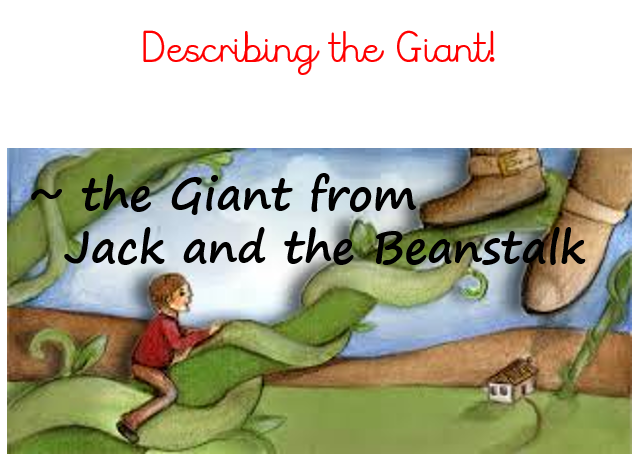 Describing the Giant!
~ the Giant from
Jack and the Beanstalk